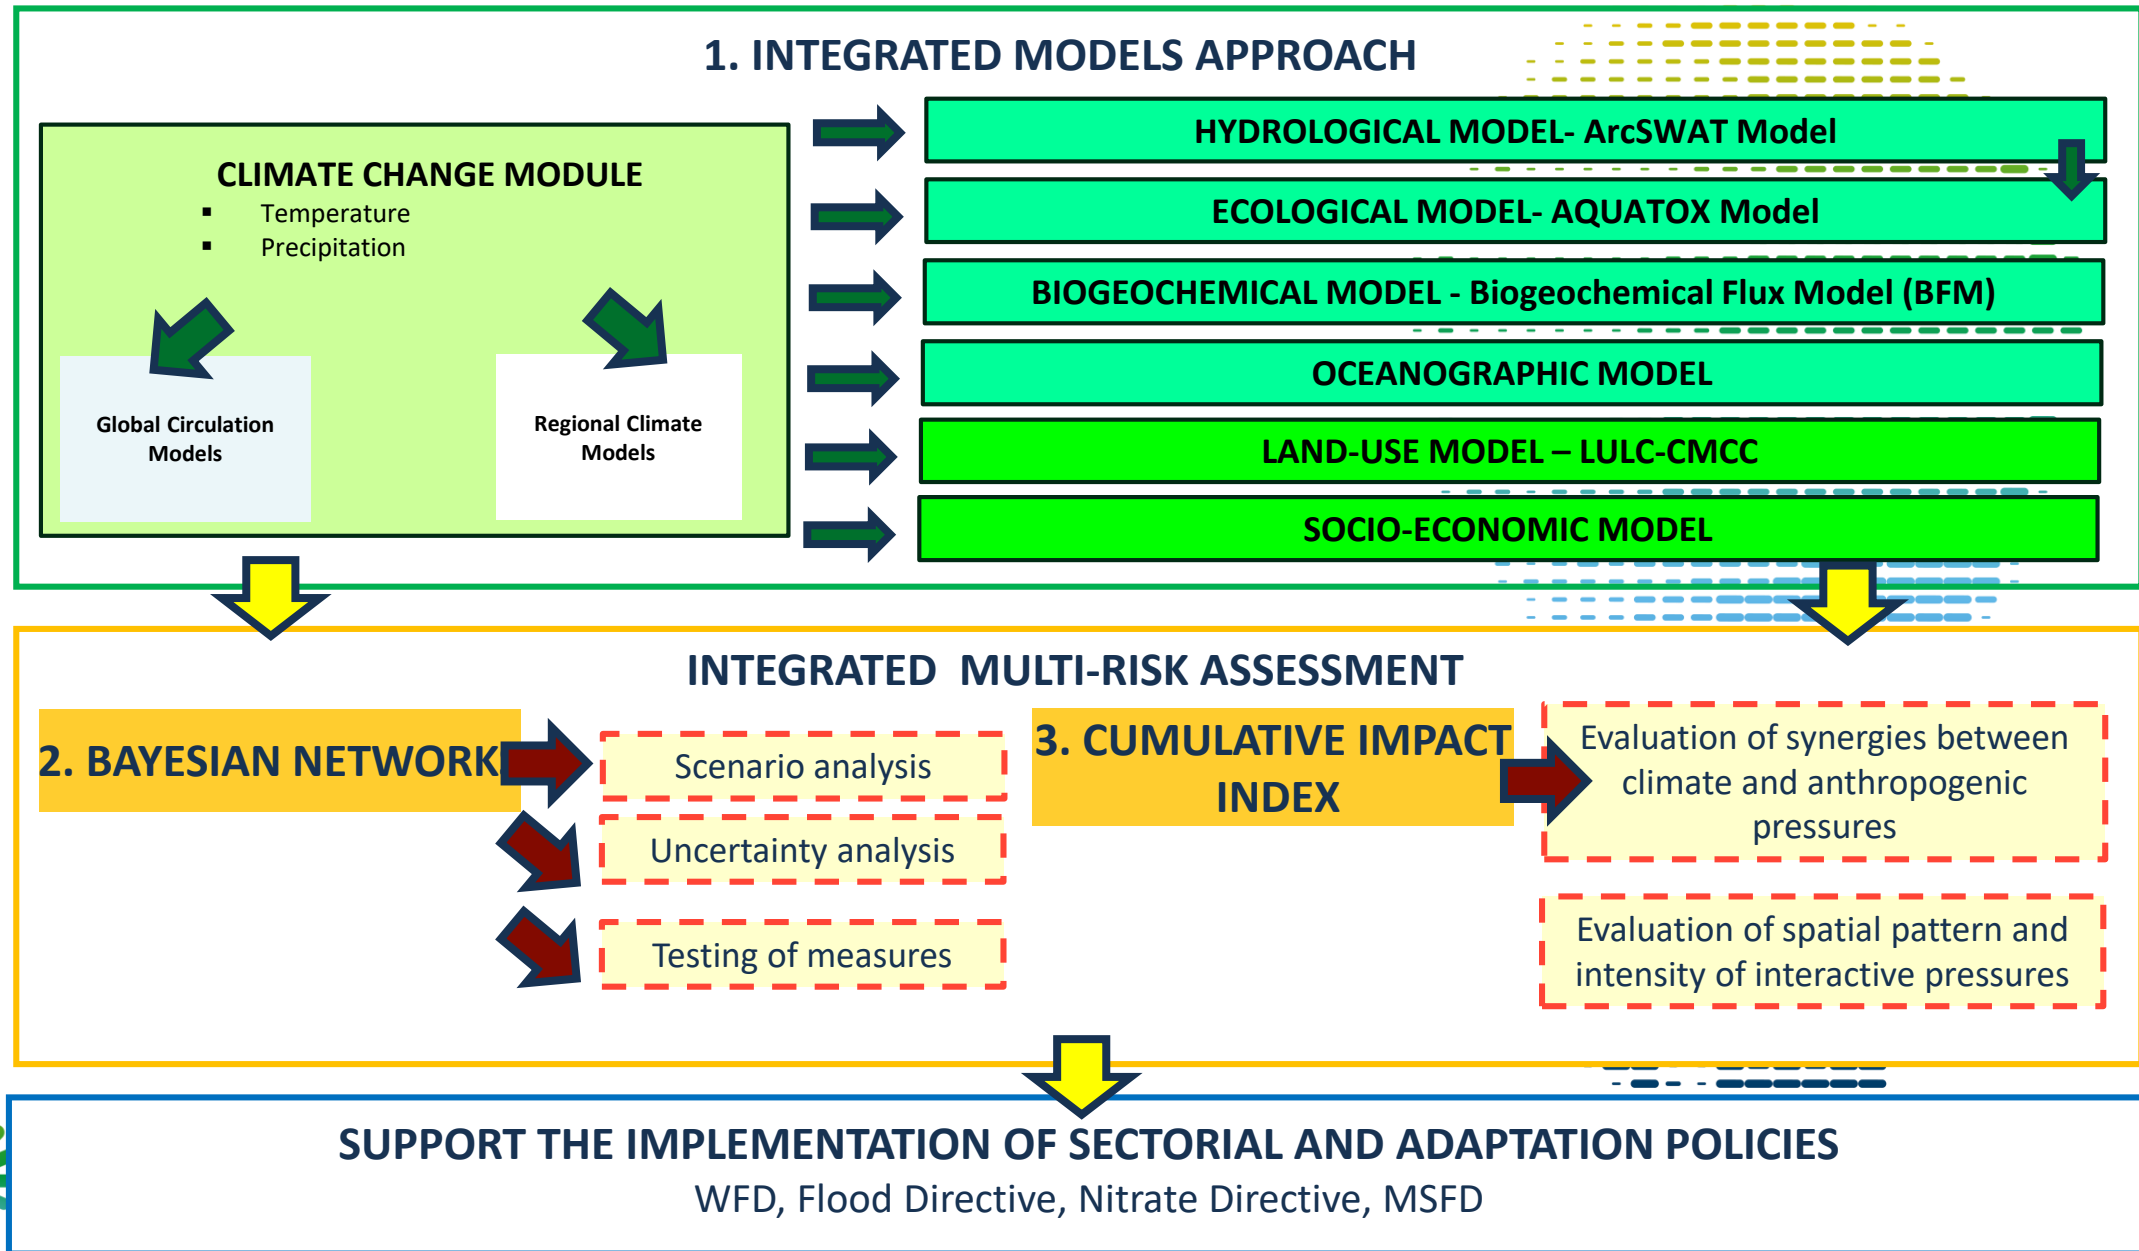 1. INTEGRATED MODELS APPROACH
CLIMATE CHANGE MODULE
▪ Temperature
▪ Precipitation
Global Circulation
Models
Regional Climate
Models
HYDROLOGICAL MODEL- ArcSWAT Model
ECOLOGICAL MODEL- AQUATOX Model
BIOGEOCHEMICAL MODEL - Biogeochemical Flux Model (BFM)
OCEANOGRAPHIC MODEL
LAND-USE MODEL – LULC-CMCC
SOCIO-ECONOMIC MODEL
INTEGRATED MULTI-RISK ASSESSMENT
2. BAYESIAN NETWORK
Scenario analysis
Uncertainty analysis
Testing of measures
3. CUMULATIVE IMPACT
INDEX
Evaluation of synergies between
climate and anthropogenic
pressures
Evaluation of spatial pattern and
intensity of interactive pressures
SUPPORT THE IMPLEMENTATION OF SECTORIAL AND ADAPTATION POLICIES
WFD, Flood Directive, Nitrate Directive, MSFD